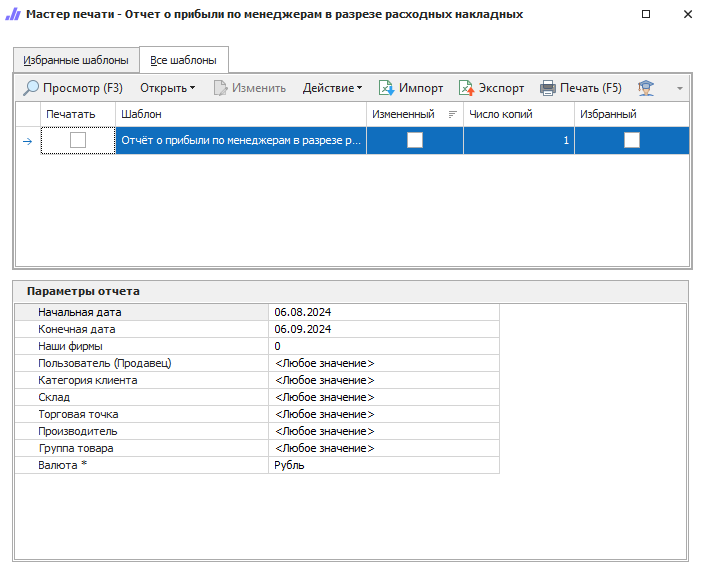 Мастер печати - Отчет о прибыли по менеджерам в разрезе расходных накладных
Избранные шаблоны Все шаблоны
Просмотр (F3) Открыть Изменить Действие Импорт Экспорт Печать (F5)
Печатать Шаблон Измененный Число копий Избранный
Отчёт о прибыли по менеджерам в разрезе р... 1
Параметры отчета
Начальная дата 06.08.2024
Конечная дата 06.09.2024
Наши фирмы 0
Пользователь (Продавец) <Любое значение>
Категория клиента <Любое значение>
Склад <Любое значение>
Торговая точка <Любое значение>
Производитель <Любое значение>
Группа товара <Любое значение>
Валюта * Рубль